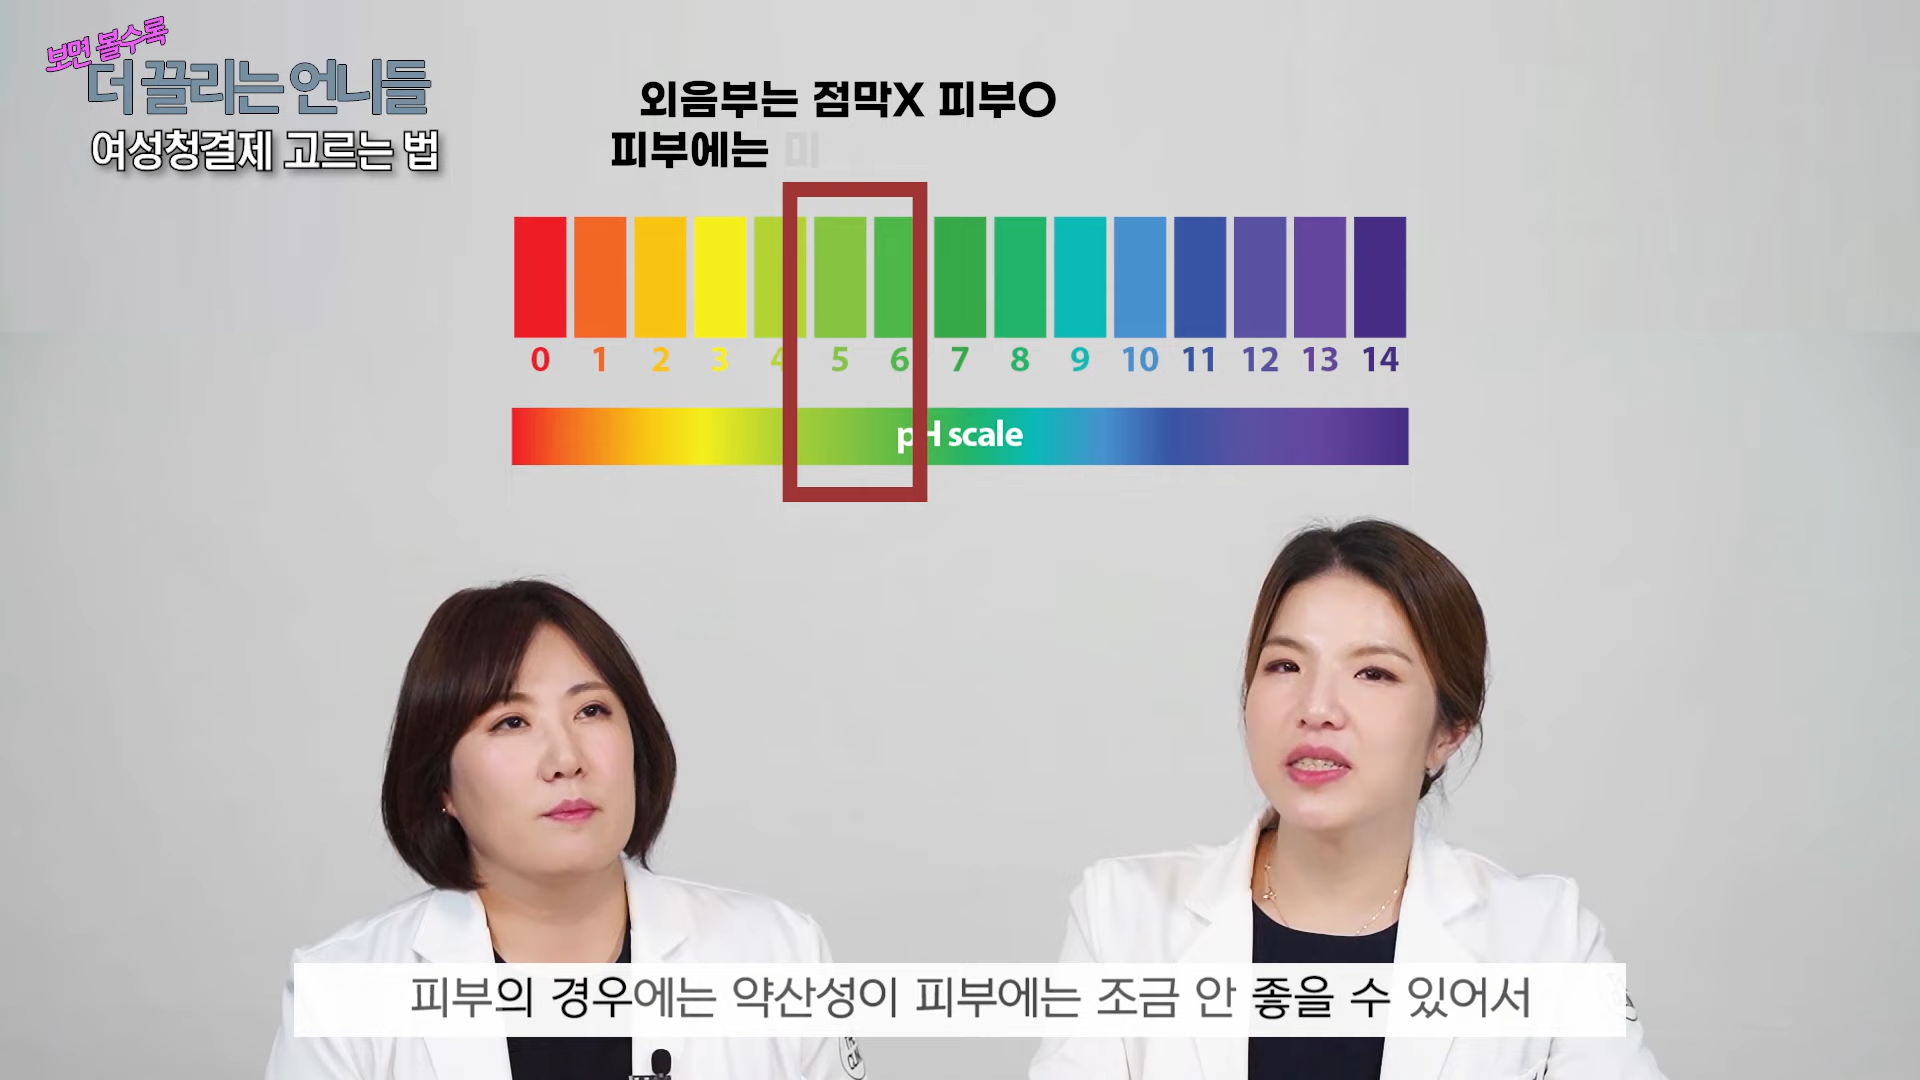 보면 볼수록
더 끌리는 언니들
여성청결제 고르는 법
외음부는 점막X 피부O
피부에는 미
0 1 2 3 4 5 6 7 8 9 10 11 12 13 14
pH scale
피부의 경우에는 약산성이 피부에는 조금 안 좋을 수 있어서